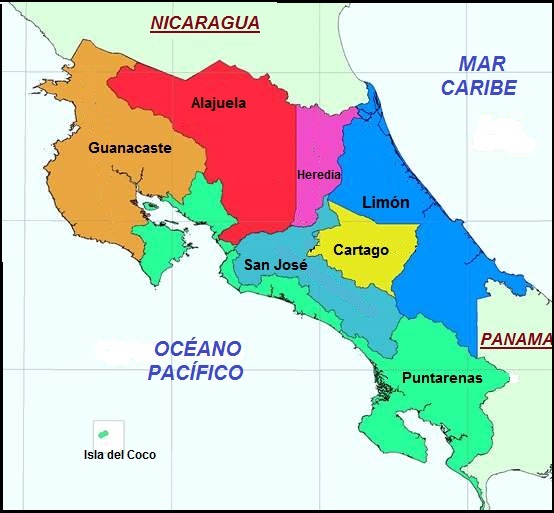 NICARAGUA
MAR
CARIBE
Alajuela
Guanacaste
Heredia
Limón
Cartago
San José
PANAMA
OCÉANO
PACÍFICO
Puntarenas
Isla del Coco